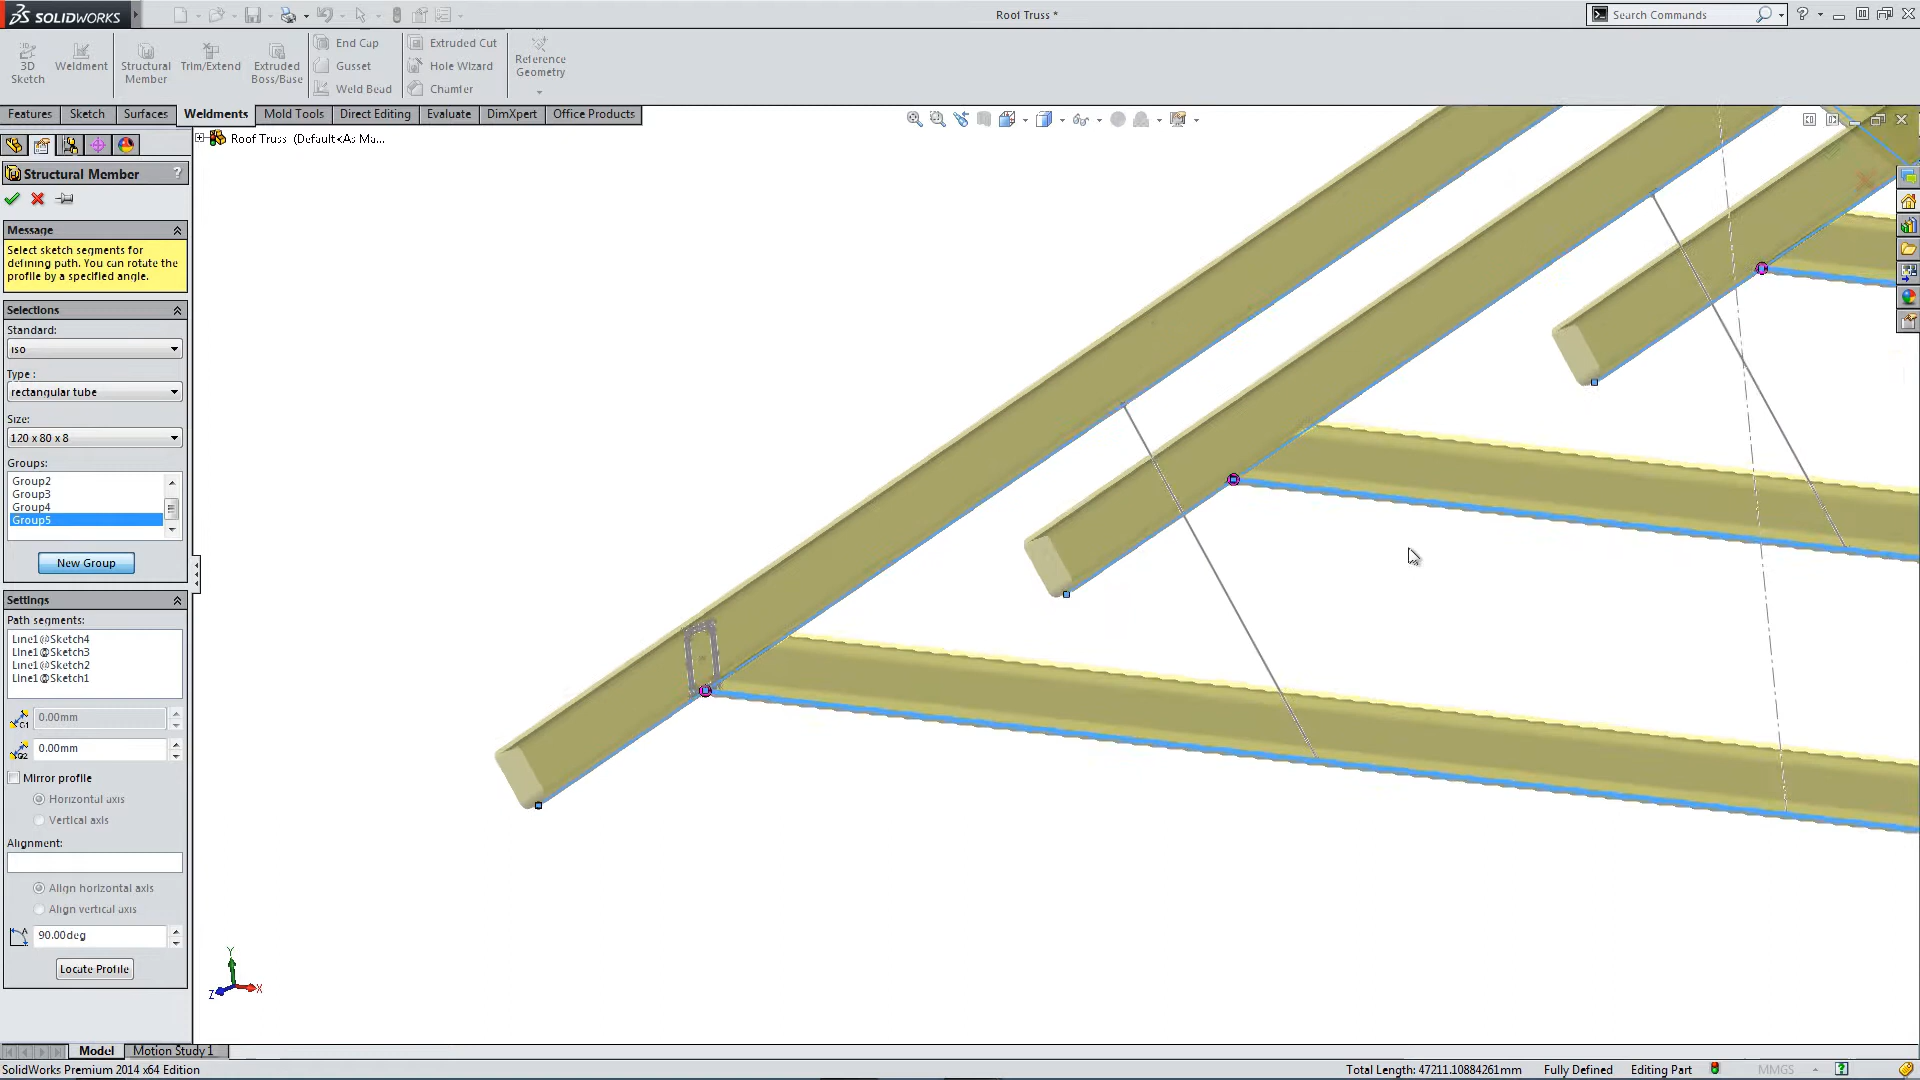 SOLIDWORKS
Roof Truss *
Search Commands
3D Sketch
Weldment
Structural Member
Trim/Extend
Extruded Boss/Base
End Cap
Gusset
Weld Bead
Extruded Cut
Hole Wizard
Chamfer
Reference Geometry
Features
Sketch
Surfaces
Weldments
Mold Tools
Direct Editing
Evaluate
DimXpert
Office Products
Roof Truss (Default<As Ma...
Structural Member
?
Message
Select sketch segments for
defining path. You can rotate the
profile by a specified angle.
Selections
Standard:
iso
Type :
rectangular tube
Size:
120 x 80 x 8
Groups:
Group2
Group3
Group4
Group5
New Group
Settings
Path segments:
Line1@Sketch4
Line1@Sketch3
Line1@Sketch2
Line1@Sketch1
G1 0.00mm
G2 0.00mm
Mirror profile
Horizontal axis
Vertical axis
Alignment:
Align horizontal axis
Align vertical axis
90.00deg
Locate Profile
Y
Z
X
Model
Motion Study 1
SolidWorks Premium 2014 x64 Edition
Total Length: 47211.10884261mm
Fully Defined
Editing Part
MMGS